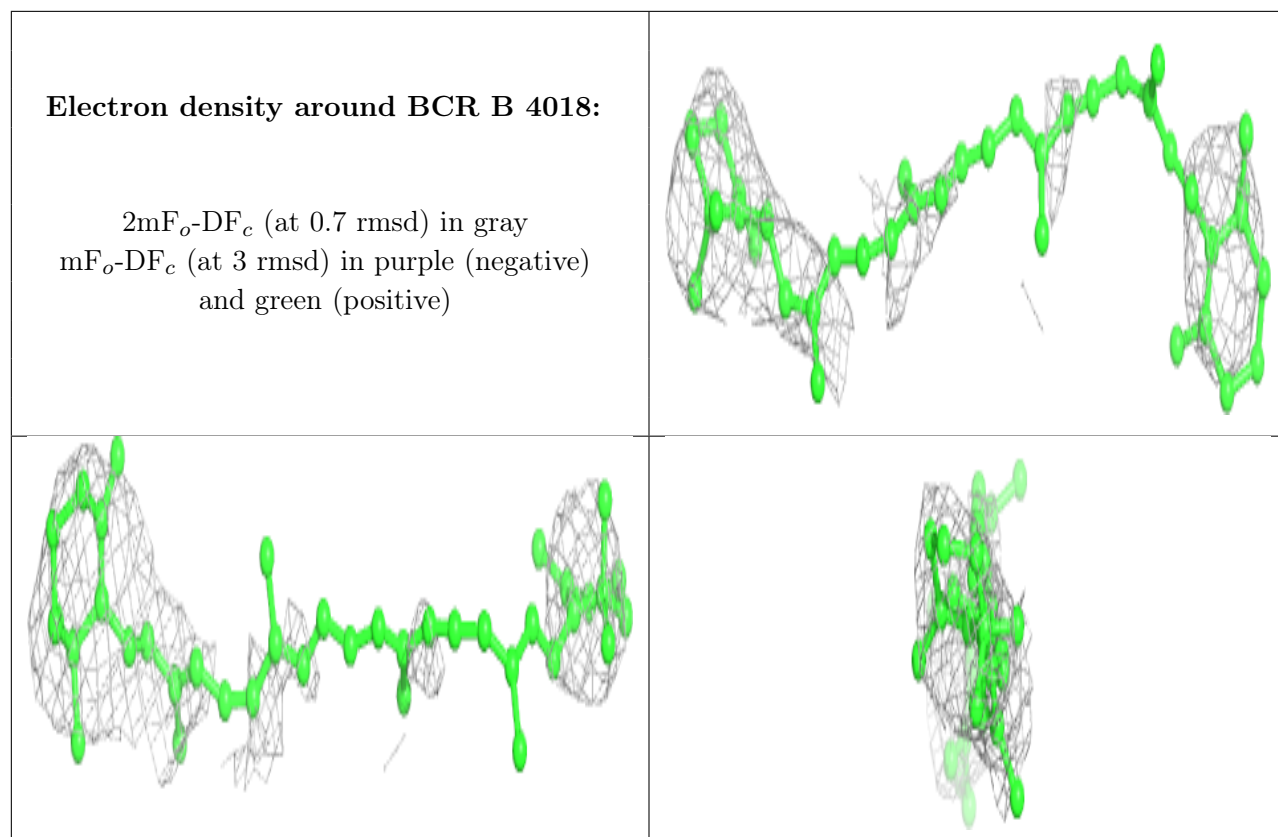 Electron density around BCR B 4018:
2mFo-DFc (at 0.7 rmsd) in gray
mFo-DFc (at 3 rmsd) in purple (negative)
and green (positive)